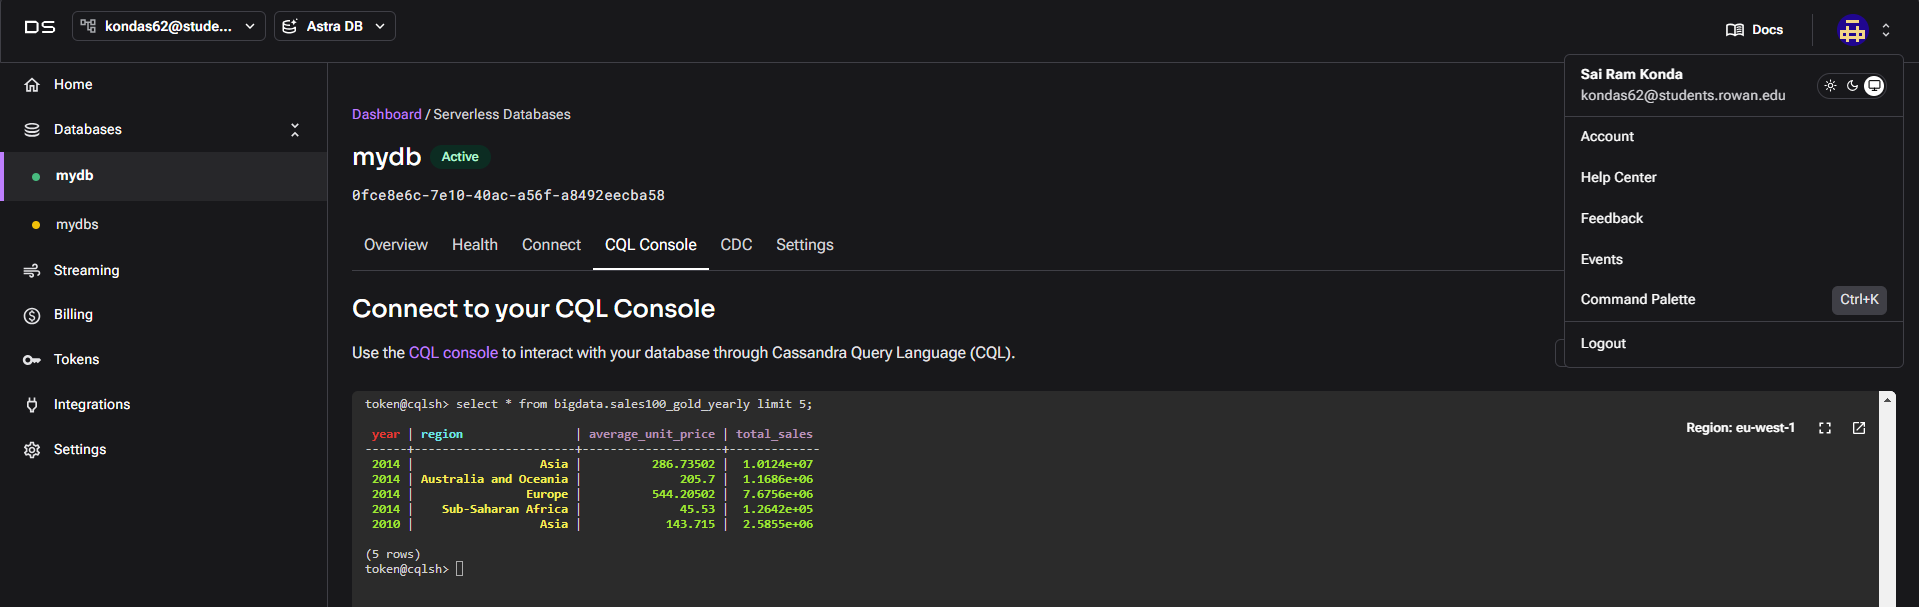 DS
kondas62@stude...
Astra DB
Docs
Sai Ram Konda
kondas62@students.rowan.edu
Account
Help Center
Feedback
Events
Command Palette Ctrl+K
Logout
Home
Databases
mydb
mydbs
Streaming
Billing
Tokens
Integrations
Settings
Dashboard / Serverless Databases
mydb Active
0fce8e6c-7e10-40ac-a56f-a8492eecba58
Overview Health Connect CQL Console CDC Settings
Connect to your CQL Console
Use the CQL console to interact with your database through Cassandra Query Language (CQL).
Region: eu-west-1
token@cqlsh> select * from bigdata.sales100_gold_yearly limit 5;
year | region | average_unit_price | total_sales
------+-----------------------+--------------------+-------------
2014 | Asia | 286.73502 | 1.0124e+07
2014 | Australia and Oceania | 205.7 | 1.1686e+06
2014 | Europe | 544.20502 | 7.6756e+06
2014 | Sub-Saharan Africa | 45.53 | 1.2642e+05
2010 | Asia | 143.715 | 2.5855e+06
(5 rows)
token@cqlsh>